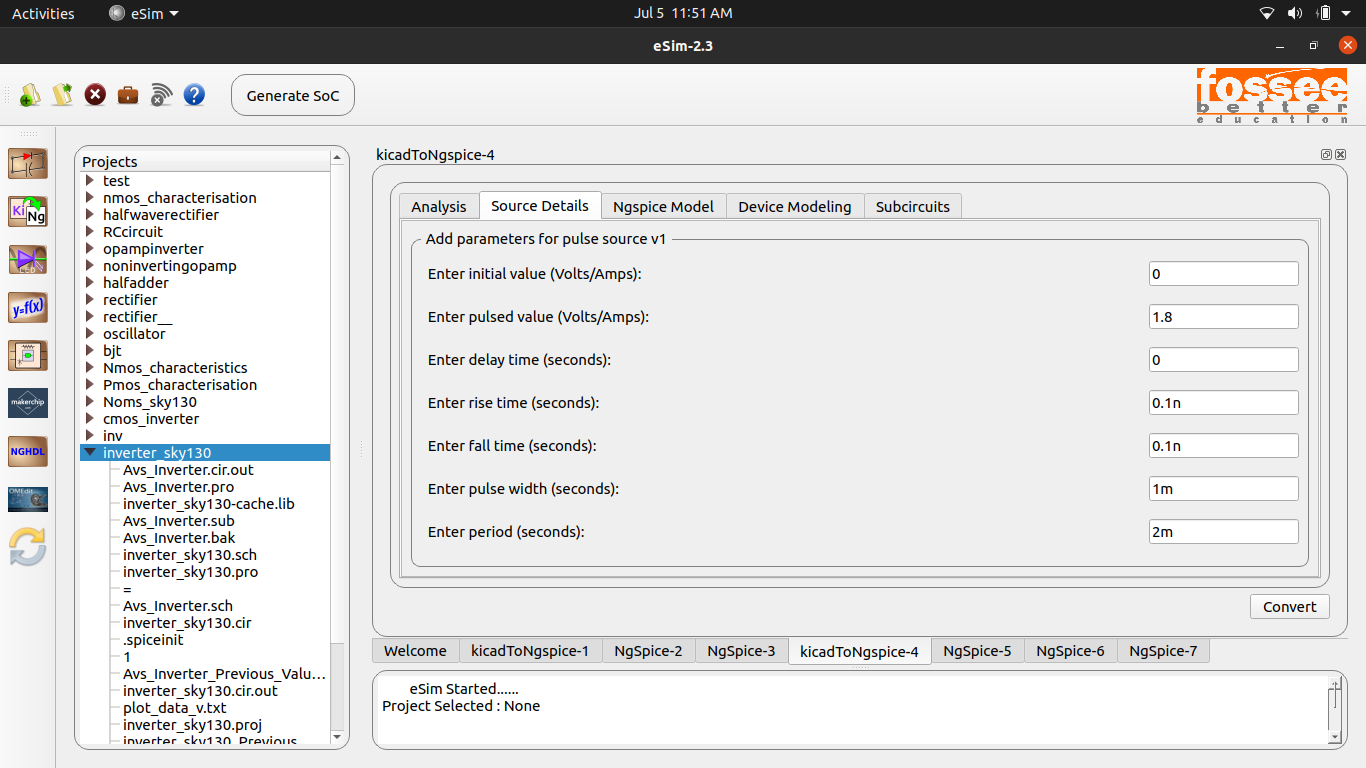 Activities eSim Jul 5 11:51 AM
eSim-2.3
Generate SoC
fossee
better
education
Projects
test
nmos_characterisation
halfwaverectifier
RCcircuit
opampinverter
noninvertingopamp
halfadder
rectifier
rectifier__
oscillator
bjt
Nmos_characteristics
Pmos_characterisation
Noms_sky130
cmos_inverter
inv
inverter_sky130
Avs_Inverter.cir.out
Avs_Inverter.pro
inverter_sky130-cache.lib
Avs_Inverter.sub
Avs_Inverter.bak
inverter_sky130.sch
inverter_sky130.pro
=
Avs_Inverter.sch
inverter_sky130.cir
.spiceinit
1
Avs_Inverter_Previous_Valu...
inverter_sky130.cir.out
plot_data_v.txt
inverter_sky130.proj
inverter_sky130_Previous
Ki Ng
y=f(x)
makerchip
NGHDL
OMEdit
kicadToNgspice-4
Analysis Source Details Ngspice Model Device Modeling Subcircuits
Add parameters for pulse source v1
Enter initial value (Volts/Amps): 0
Enter pulsed value (Volts/Amps): 1.8
Enter delay time (seconds): 0
Enter rise time (seconds): 0.1n
Enter fall time (seconds): 0.1n
Enter pulse width (seconds): 1m
Enter period (seconds): 2m
Convert
Welcome kicadToNgspice-1 NgSpice-2 NgSpice-3 kicadToNgspice-4 NgSpice-5 NgSpice-6 NgSpice-7
eSim Started......
Project Selected : None